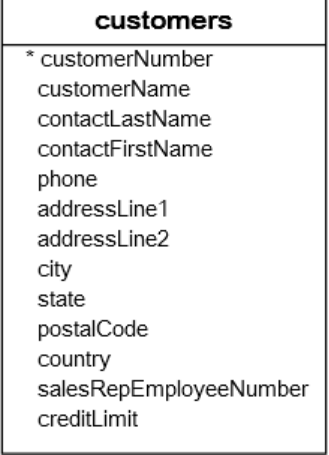 customers
* customerNumber
customerName
contactLastName
contactFirstName
phone
addressLine1
addressLine2
city
state
postalCode
country
salesRepEmployeeNumber
creditLimit